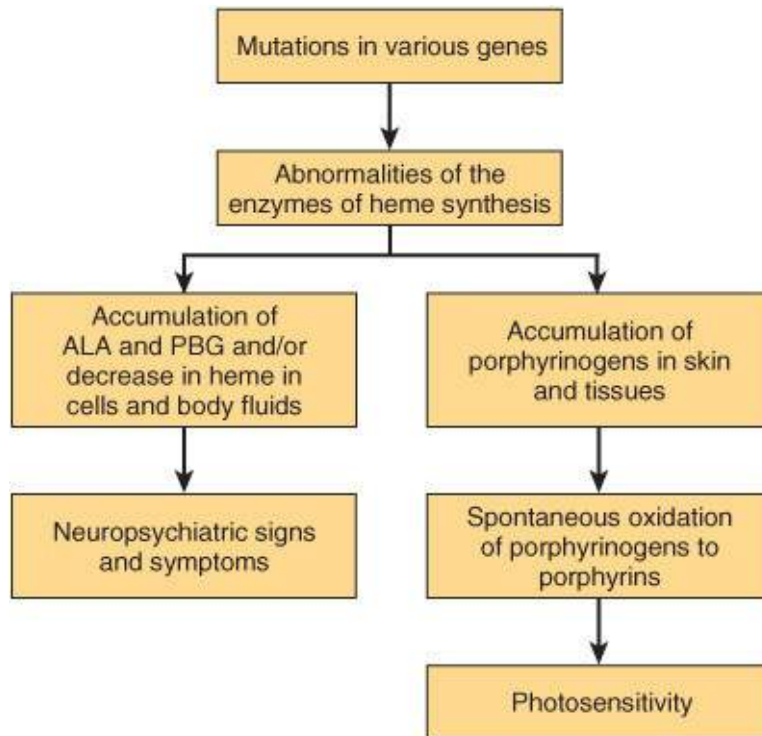 Mutations in various genes
Abnormalities of the
enzymes of heme synthesis
Accumulation of
ALA and PBG and/or
decrease in heme in
cells and body fluids
Neuropsychiatric signs
and symptoms
Accumulation of
porphyrinogens in skin
and tissues
Spontaneous oxidation
of porphyrinogens to
porphyrins
Photosensitivity